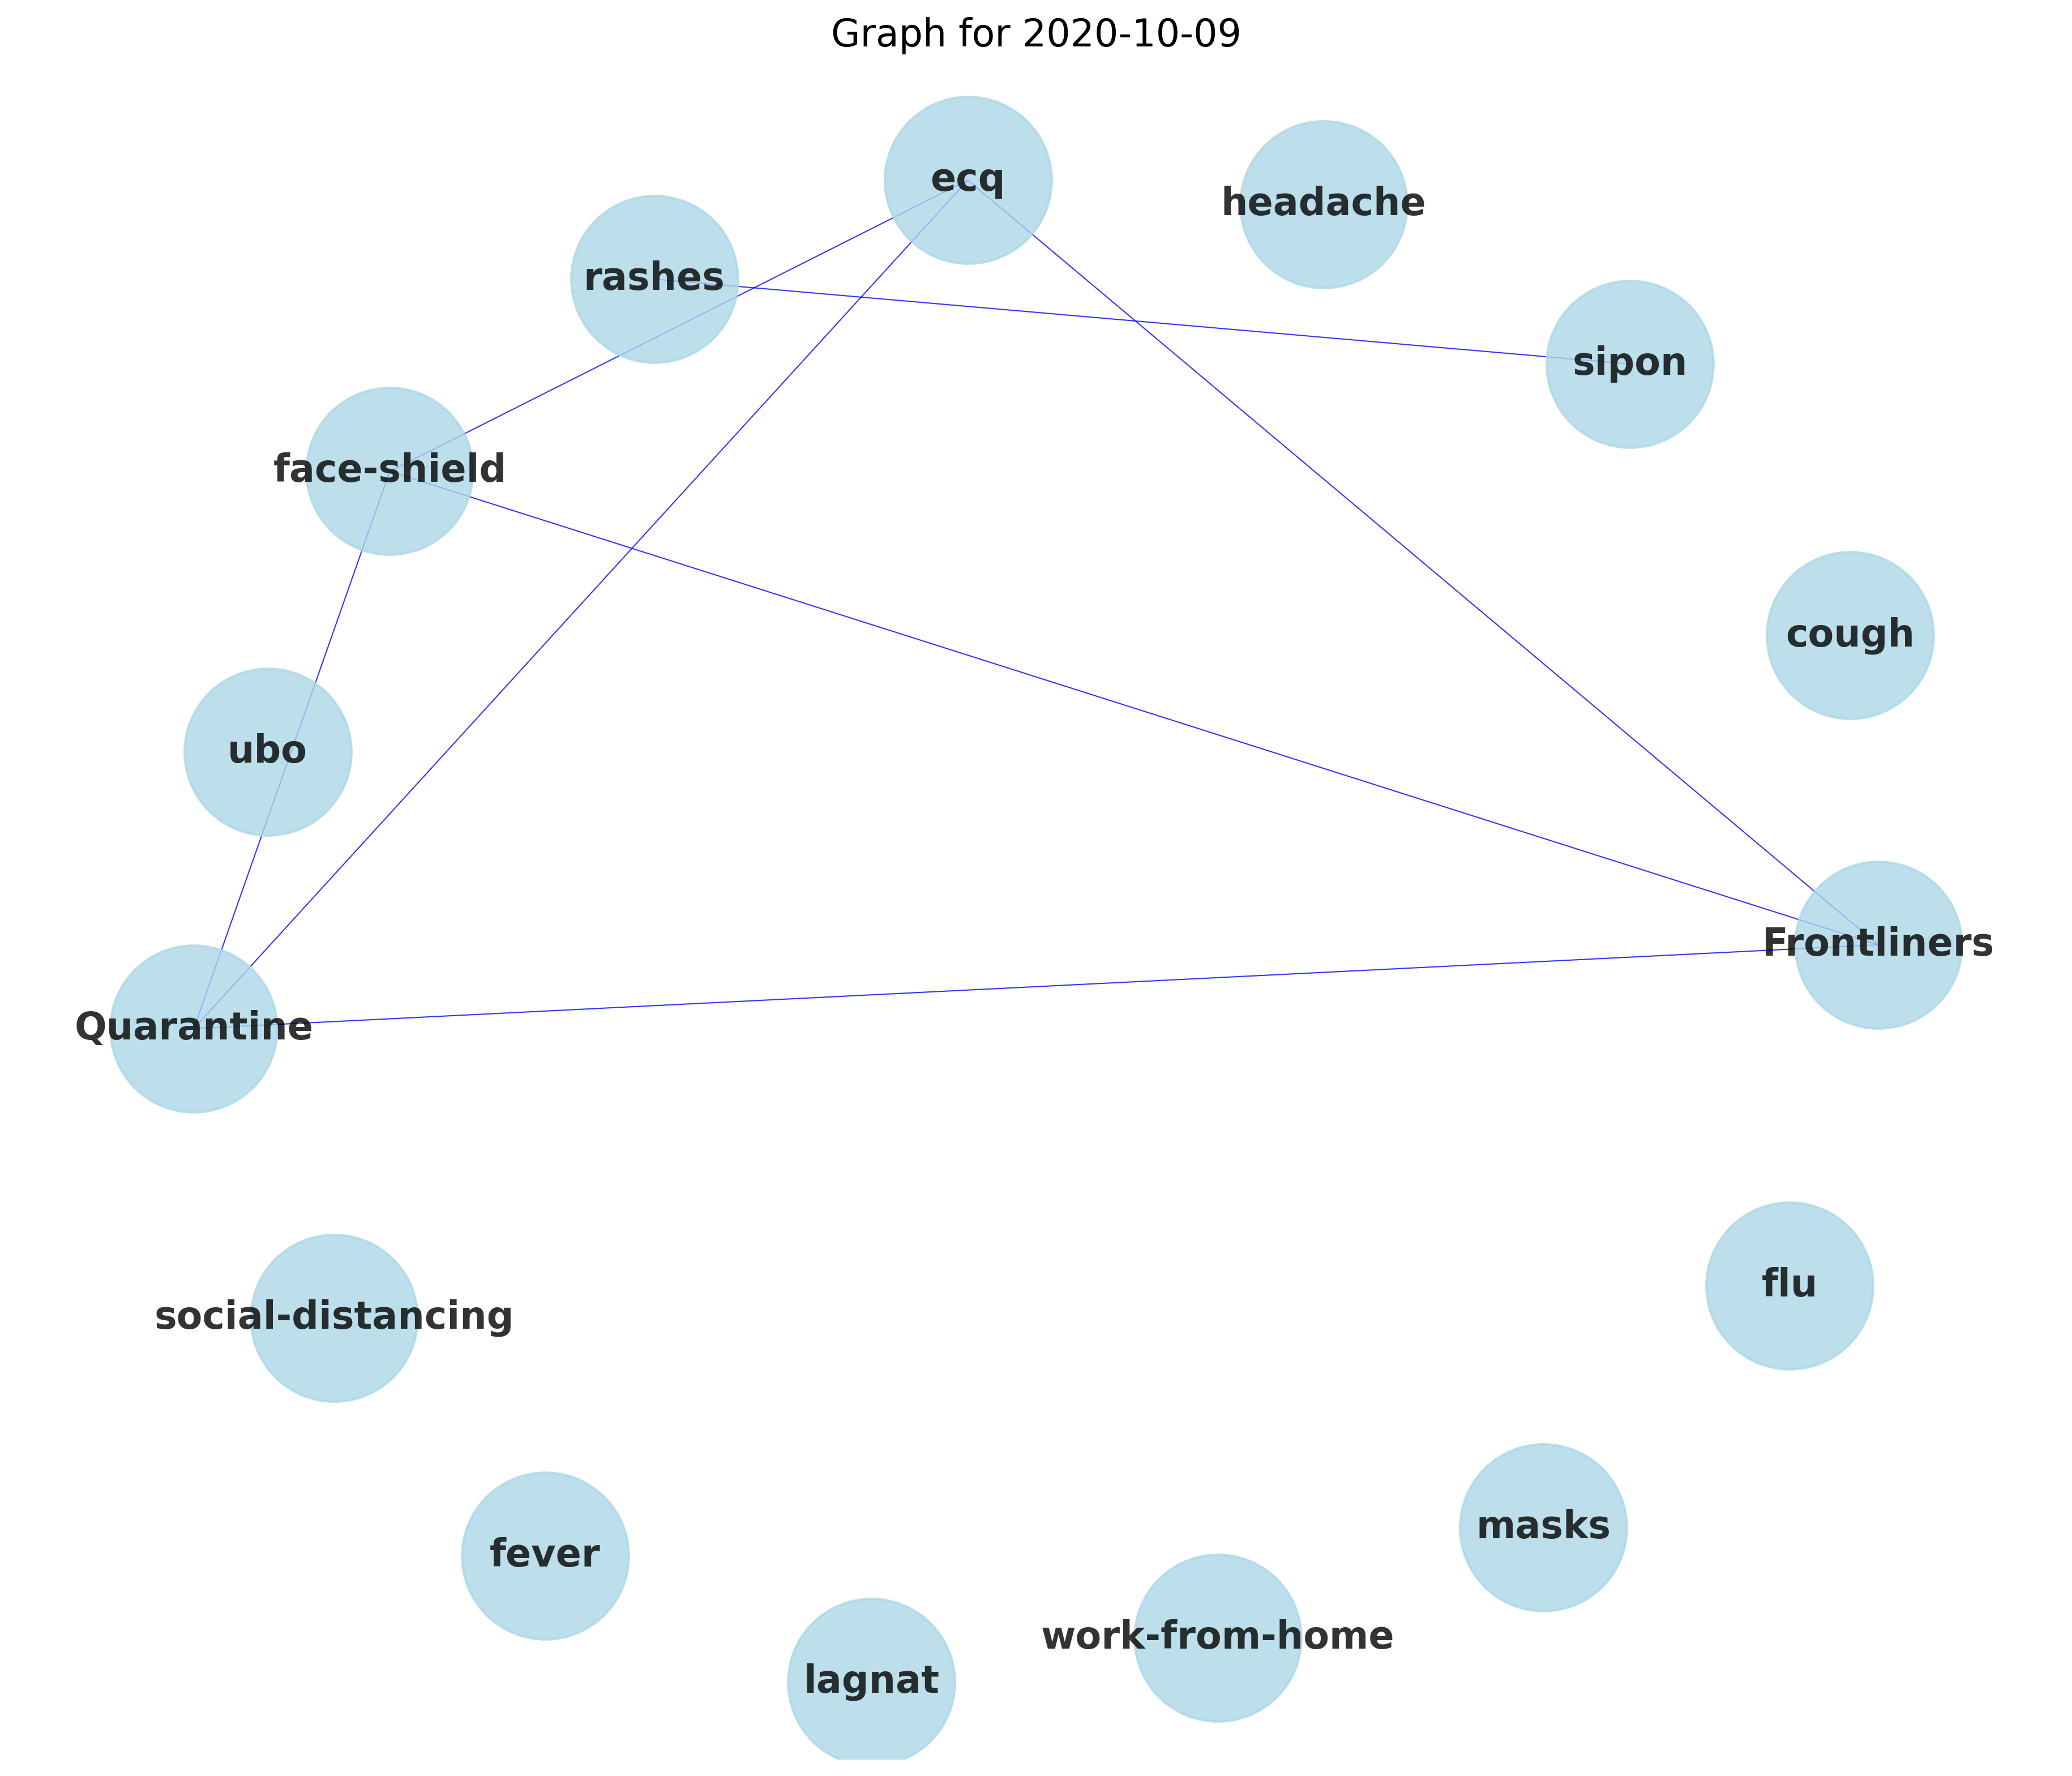 Graph for 2020-10-09
ecq
headache
rashes
sipon
face-shield
cough
ubo
Frontliners
Quarantine
flu
social-distancing
masks
fever
work-from-home
lagnat